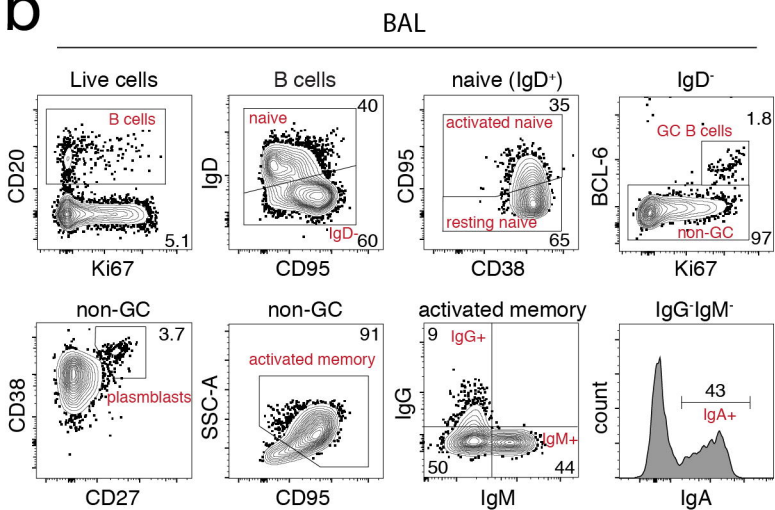 b
BAL
Live cells
B cells
naive (IgD⁺)
IgD⁻
B cells
5.1
CD20
Ki67
naive
40
IgD-
60
IgD
CD95
35
activated naive
resting naive
65
CD95
CD38
1.8
GC B cells
non-GC
97
BCL-6
Ki67
non-GC
non-GC
activated memory
IgG⁻IgM⁻
3.7
plasmblasts
CD38
CD27
91
activated memory
SSC-A
CD95
9
IgG+
IgM+
50
44
IgG
IgM
43
IgA+
count
IgA